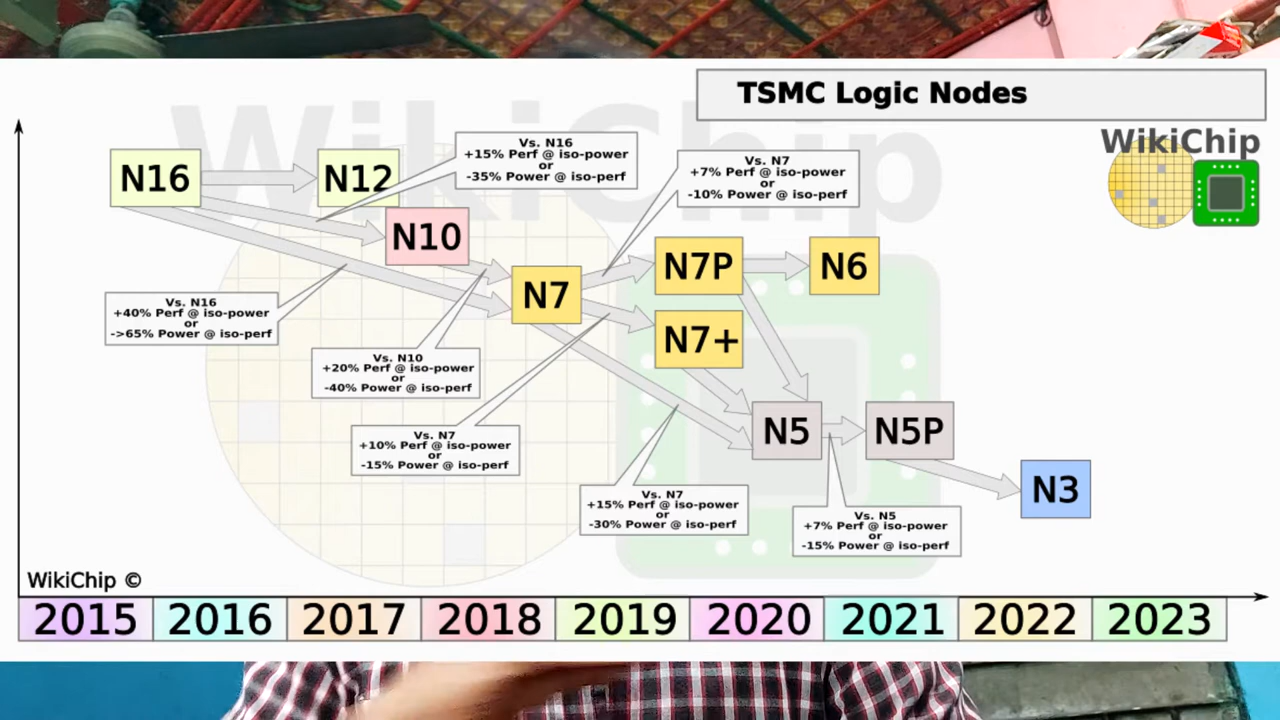 TSMC Logic Nodes
WikiChip
WikiChip
N16
N12
Vs. N16
+15% Perf @ iso-power
or
-35% Power @ iso-perf
Vs. N7
+7% Perf @ iso-power
or
-10% Power @ iso-perf
N10
N7
N7P
N6
N7+
Vs. N16
+40% Perf @ iso-power
or
->65% Power @ iso-perf
Vs. N10
+20% Perf @ iso-power
or
-40% Power @ iso-perf
Vs. N7
+10% Perf @ iso-power
or
-15% Power @ iso-perf
N5
N5P
N3
Vs. N7
+15% Perf @ iso-power
or
-30% Power @ iso-perf
Vs. N5
+7% Perf @ iso-power
or
-15% Power @ iso-perf
WikiChip ©
2015 2016 2017 2018 2019 2020 2021 2022 2023